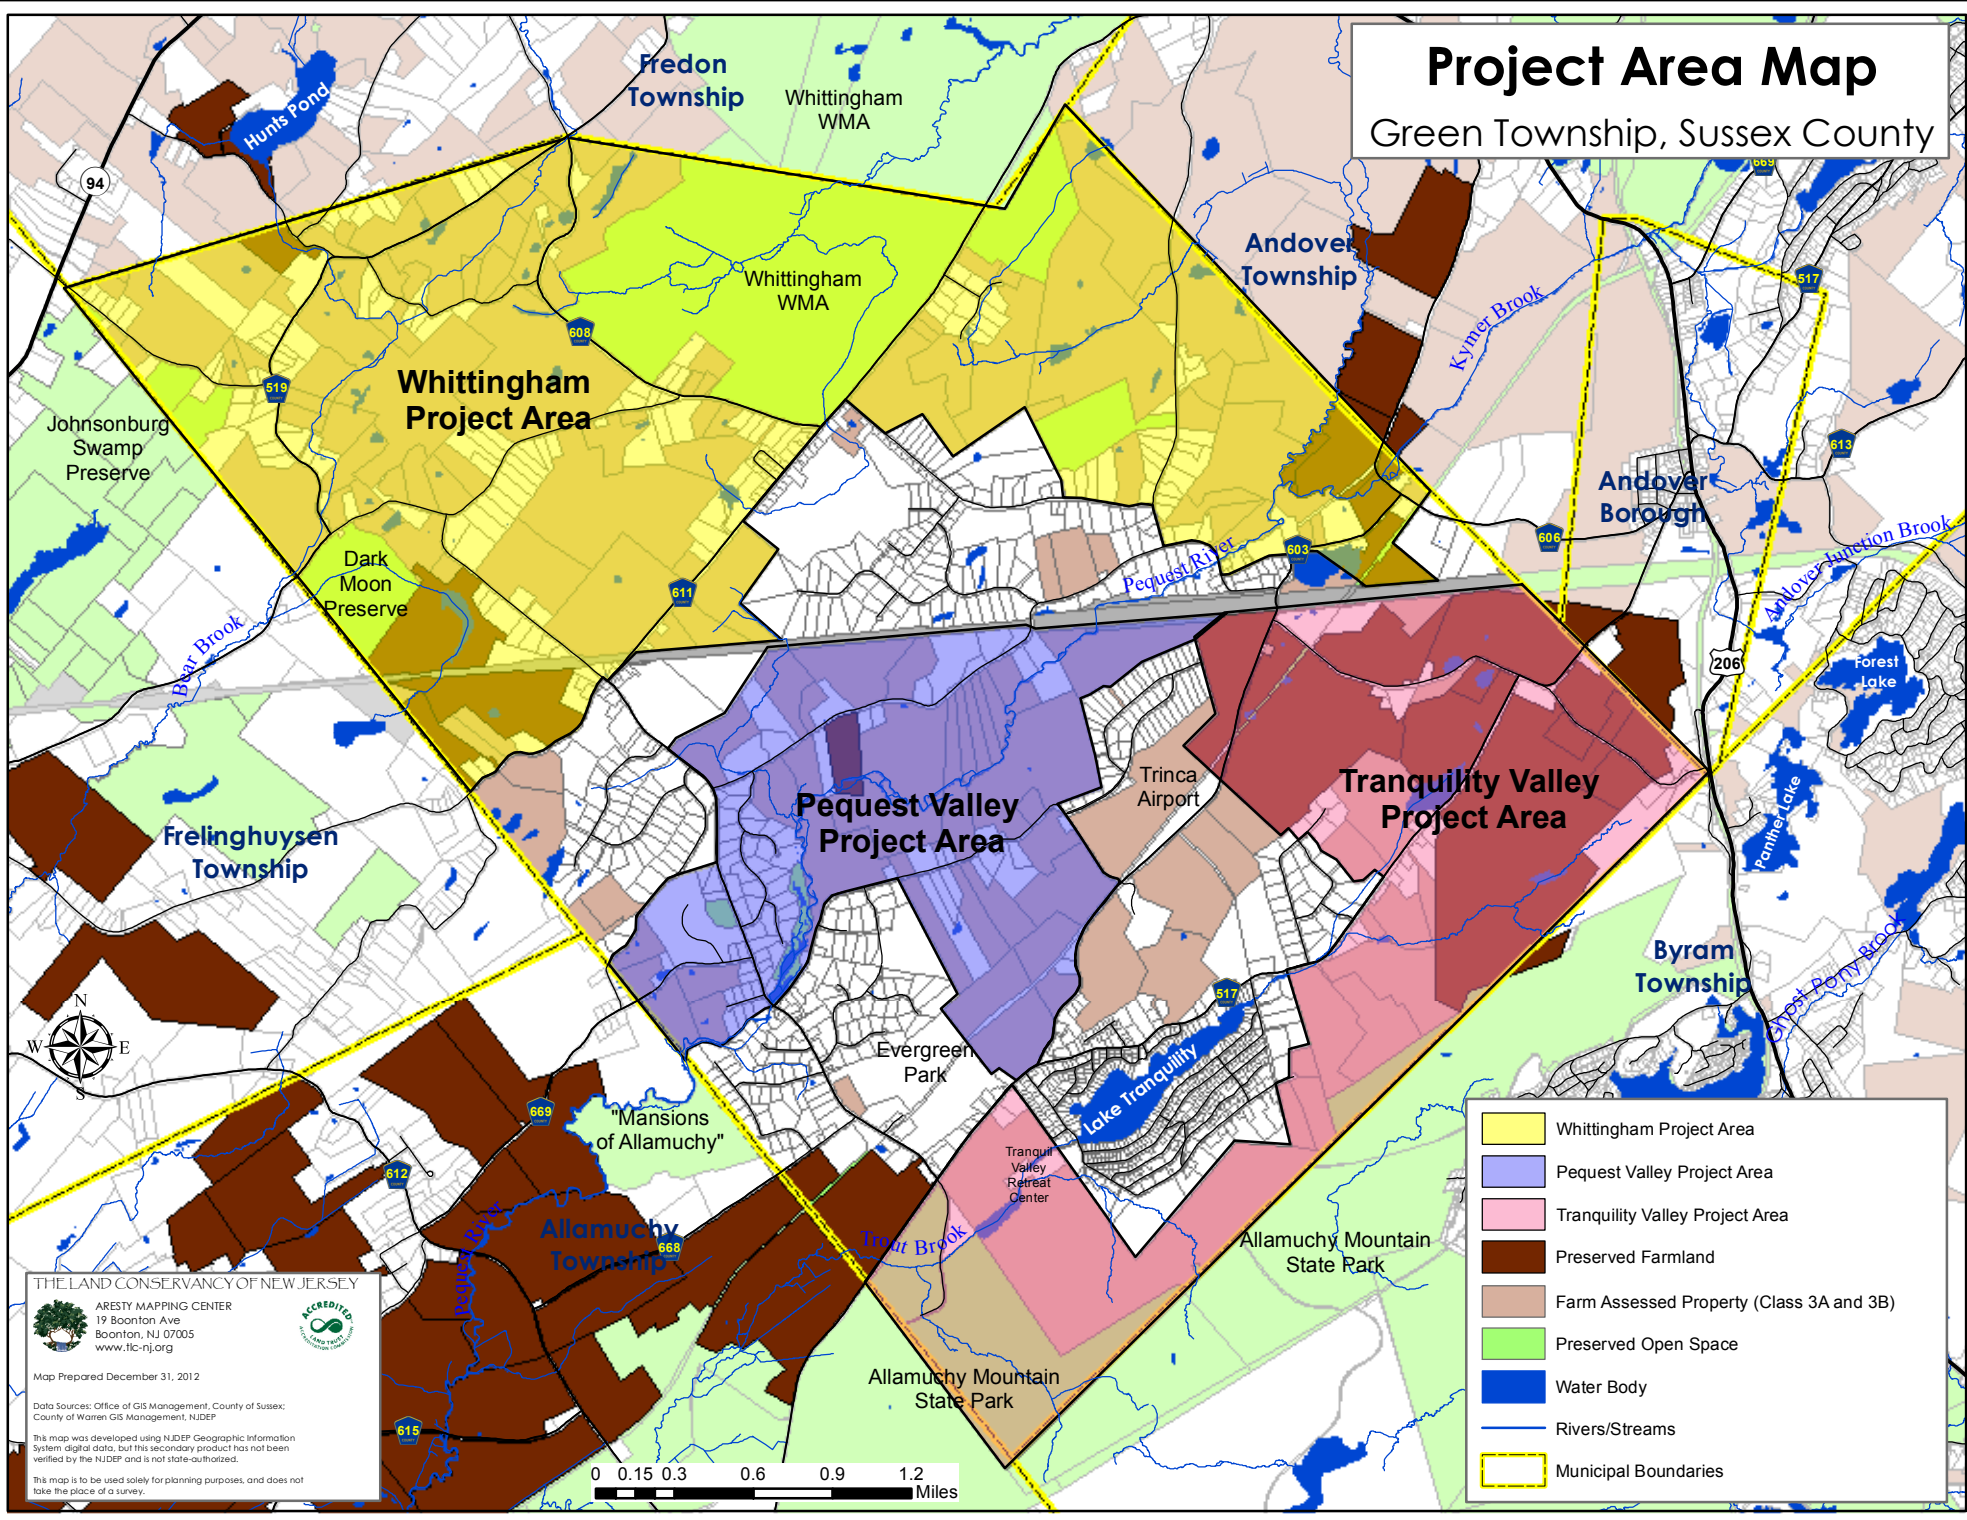 Project Area Map
Green Township, Sussex County
Fredon
Township
Whittingham
WMA
Hunts Pond
94
669
Andover
Township
517
Kymer Brook
Whittingham
WMA
608
519
Whittingham
Project Area
Johnsonburg
Swamp
Preserve
613
Andover
Borough
606
603
Pequest River
Andover Junction Brook
Dark
Moon
Preserve
611
Bear Brook
206
Forest
Lake
Trinca
Airport
Tranquility Valley
Project Area
Pequest Valley
Project Area
Panther Lake
Frelinghuysen
Township
Byram
Township
Ghost Pony Brook
517
N
W
E
S
Evergreen
Park
Lake Tranquility
669
"Mansions
of Allamuchy"
612
Tranquil
Valley
Retreat
Center
Pequest River
Allamuchy
Township
668
Trout Brook
Allamuchy Mountain
State Park
Allamuchy Mountain
State Park
615
Whittingham Project Area
Pequest Valley Project Area
Tranquility Valley Project Area
Preserved Farmland
Farm Assessed Property (Class 3A and 3B)
Preserved Open Space
Water Body
Rivers/Streams
Municipal Boundaries
THE LAND CONSERVANCY OF NEW JERSEY
ARESTY MAPPING CENTER
19 Boonton Ave
Boonton, NJ 07005
www.tlc-nj.org
ACCREDITED
LAND TRUST
ACCREDITATION COMMISSION
Map Prepared December 31, 2012
Data Sources: Office of GIS Management, County of Sussex;
County of Warren GIS Management, NJDEP
This map was developed using NJDEP Geographic Information
System digital data, but this secondary product has not been
verified by the NJDEP and is not state-authorized.
This map is to be used solely for planning purposes, and does not
take the place of a survey.
0 0.15 0.3 0.6 0.9 1.2
Miles